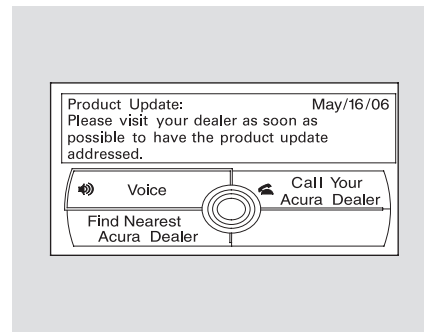 Product Update: May/16/06
Please visit your dealer as soon as
possible to have the product update
addressed.
Voice
Call Your
Acura Dealer
Find Nearest
Acura Dealer